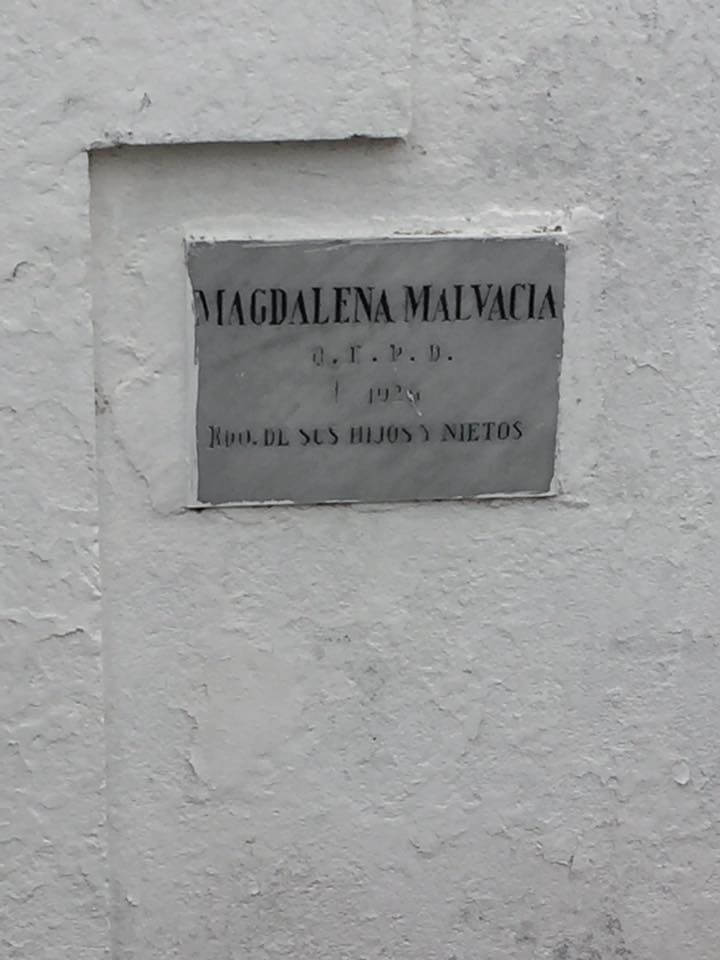 MAGDALENA MALVACIA
Q.E.P.D.
RDO. DE SUS HIJOS Y NIETOS